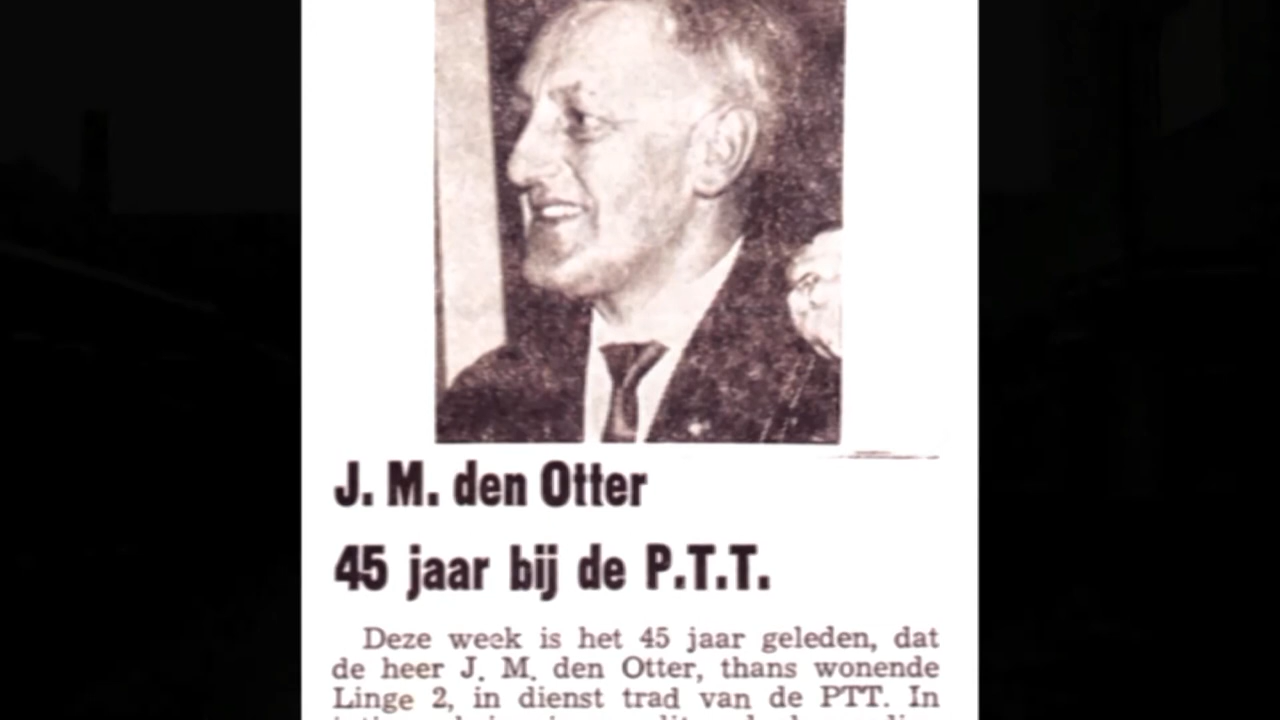 J. M. den Otter
45 jaar bij de P.T.T.
Deze week is het 45 jaar geleden, dat
de heer J. M. den Otter, thans wonende
Linge 2, in dienst trad van de PTT. In